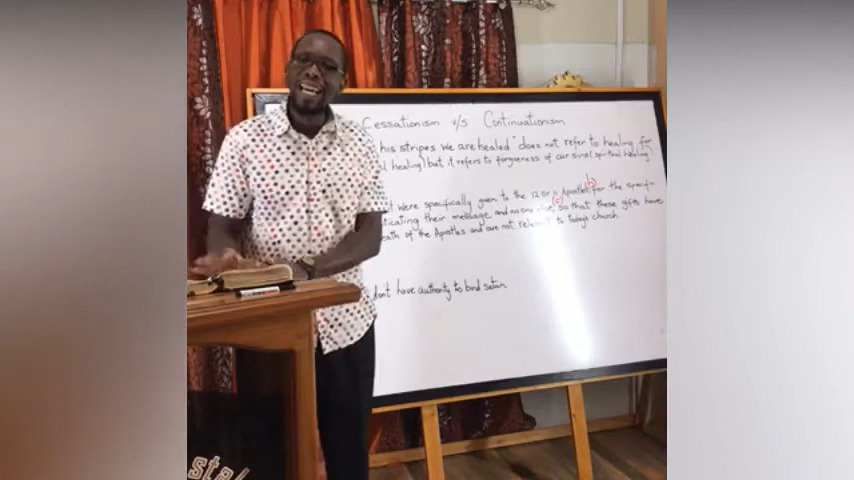 Cessationism v/s Continuationism
his stripes we are healed" does not refer to healing, for
healing) but it refers to forgiveness of our sins (spiritual healing)
(b)
were specifically given to the 12 or Apostles for the specific
(c)
ticating their message and no one else, so that these gifts have
eath of the Apostles and are not relevant to today's church
don't have authority to bind satan
stal